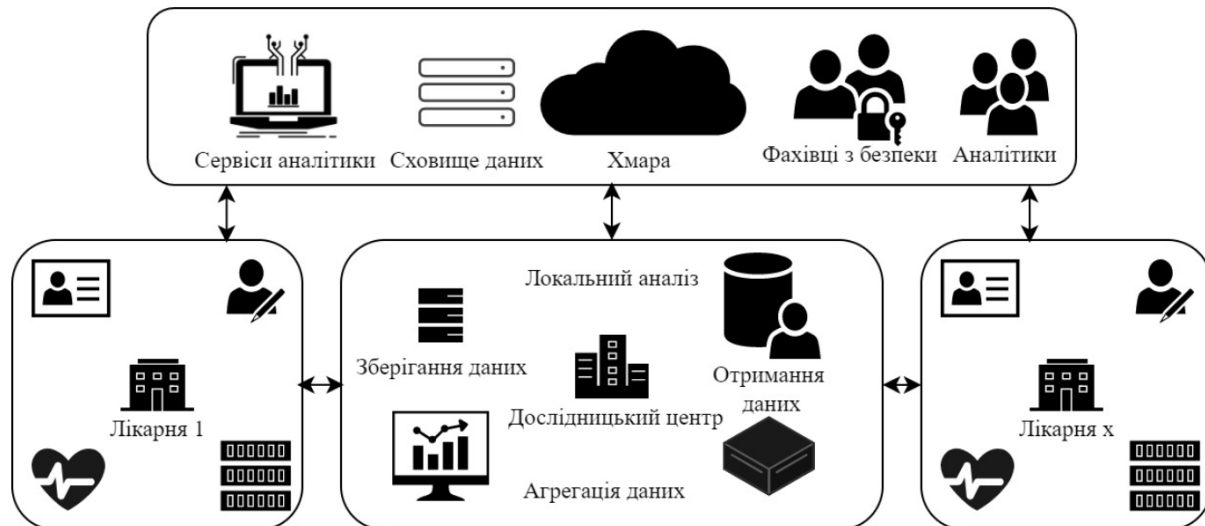 Сервіси аналітики
Сховище даних
Хмара
Фахівці з безпеки
Аналітики
Лікарня 1
Локальний аналіз
Зберігання даних
Отримання
даних
Дослідницький центр
Агрегація даних
Лікарня x